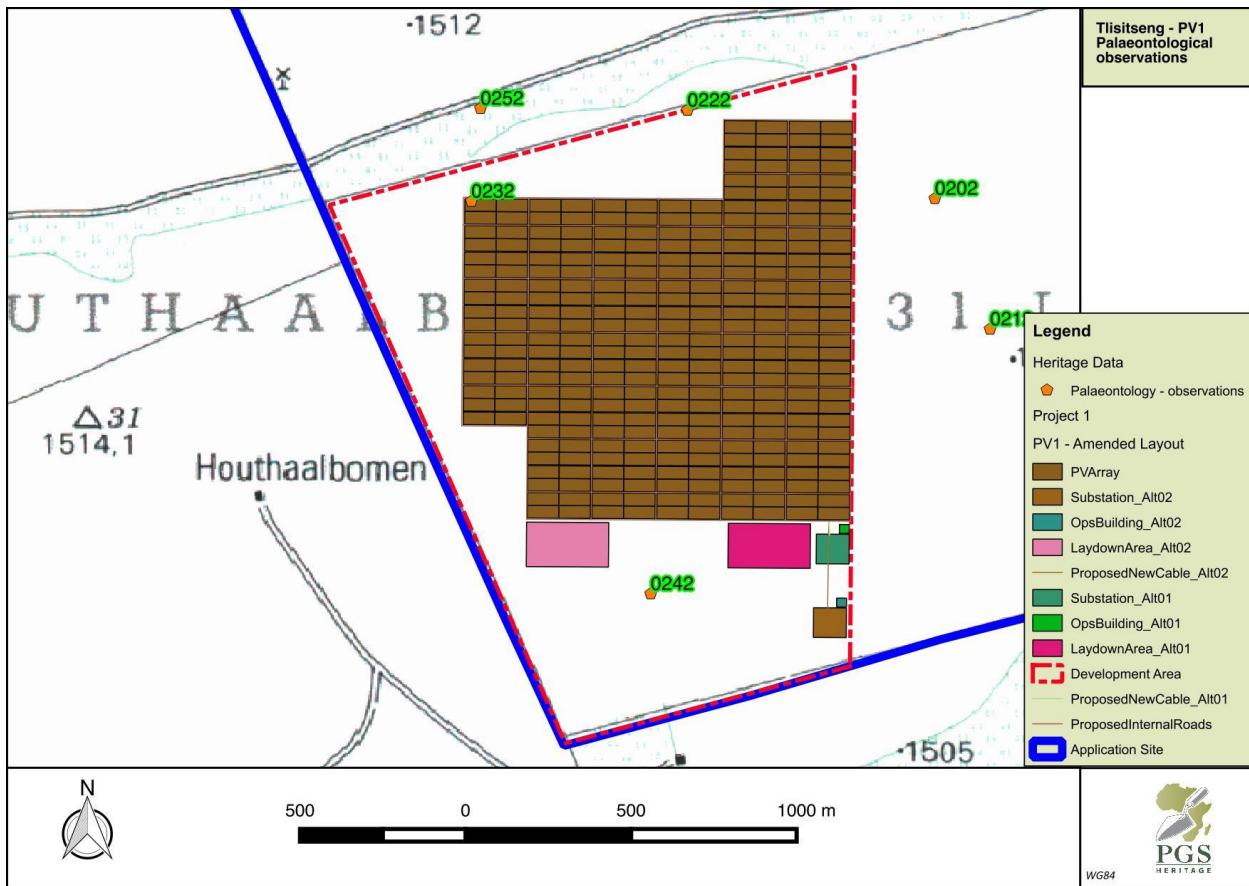 Tlisitseng - PV1
Palaeontological
observations
1512
0252
0222
0232
0202
UTHAALB
31
31
1514,1
Houthaalbomen
0242
1505
Legend
Heritage Data
Palaeontology - observations
Project 1
PV1 - Amended Layout
PVArray
Substation_Alt02
OpsBuilding_Alt02
LaydownArea_Alt02
ProposedNewCable_Alt02
Substation_Alt01
OpsBuilding_Alt01
LaydownArea_Alt01
Development Area
ProposedNewCable_Alt01
ProposedInternalRoads
Application Site
N
500 0 500 1000 m
PGS
HERITAGE
WG84